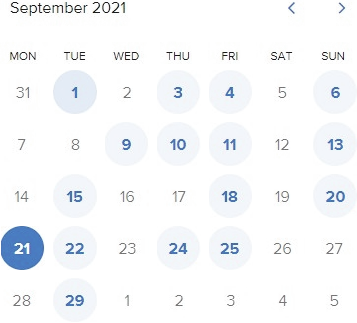 September 2021
MON TUE WED THU FRI SAT SUN
31 1 2 3 4 5 6
7 8 9 10 11 12 13
14 15 16 17 18 19 20
21 22 23 24 25 26 27
28 29 1 2 3 4 5